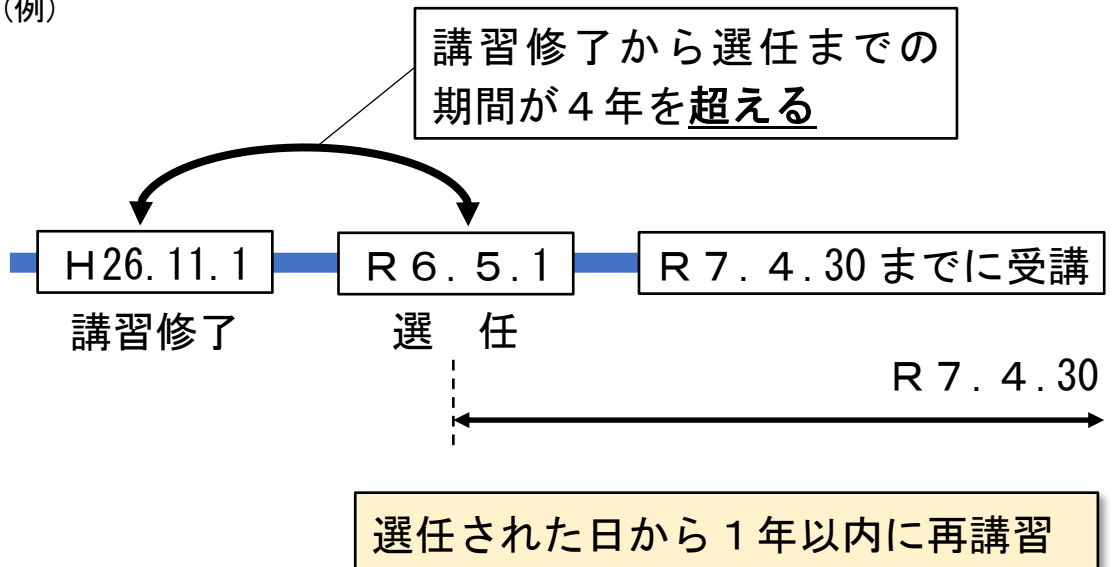 (例)
講習修了から選任までの
期間が４年を超える
Ｈ26.11.1
Ｒ６.５.1
Ｒ７.４.30までに受講
講習修了
選　任
Ｒ７.４.30
選任された日から１年以内に再講習